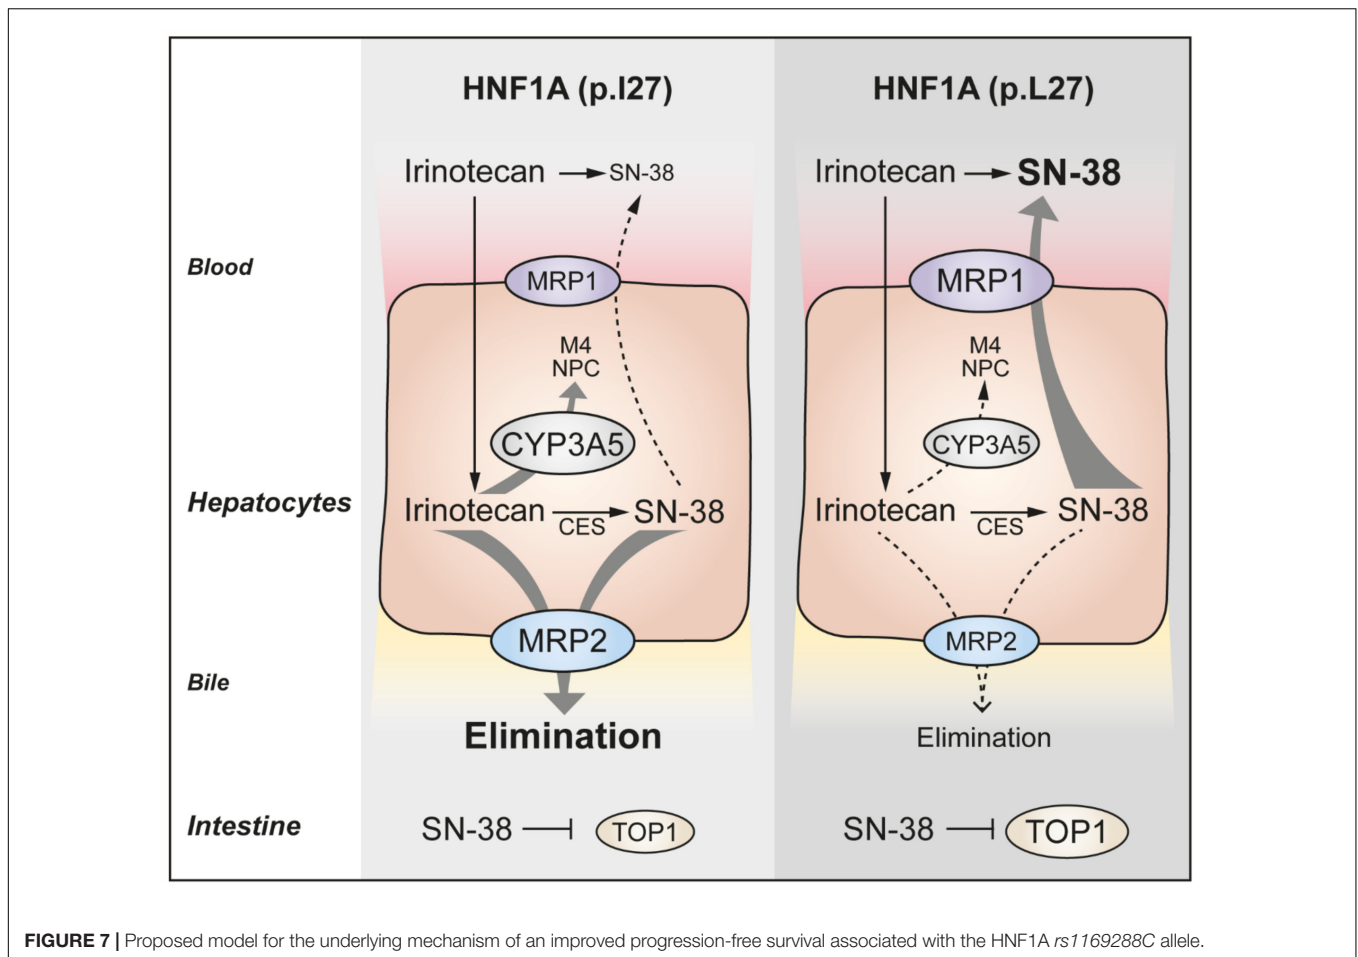 HNF1A (p.I27)
HNF1A (p.L27)
Irinotecan
SN-38
Irinotecan
SN-38
Blood
MRP1
MRP1
M4
NPC
M4
NPC
CYP3A5
CYP3A5
Hepatocytes
Irinotecan
CES
SN-38
Irinotecan
CES
SN-38
MRP2
MRP2
Bile
Elimination
Elimination
Intestine
SN-38
TOP1
SN-38
TOP1
FIGURE 7 | Proposed model for the underlying mechanism of an improved progression-free survival associated with the HNF1A rs1169288C allele.